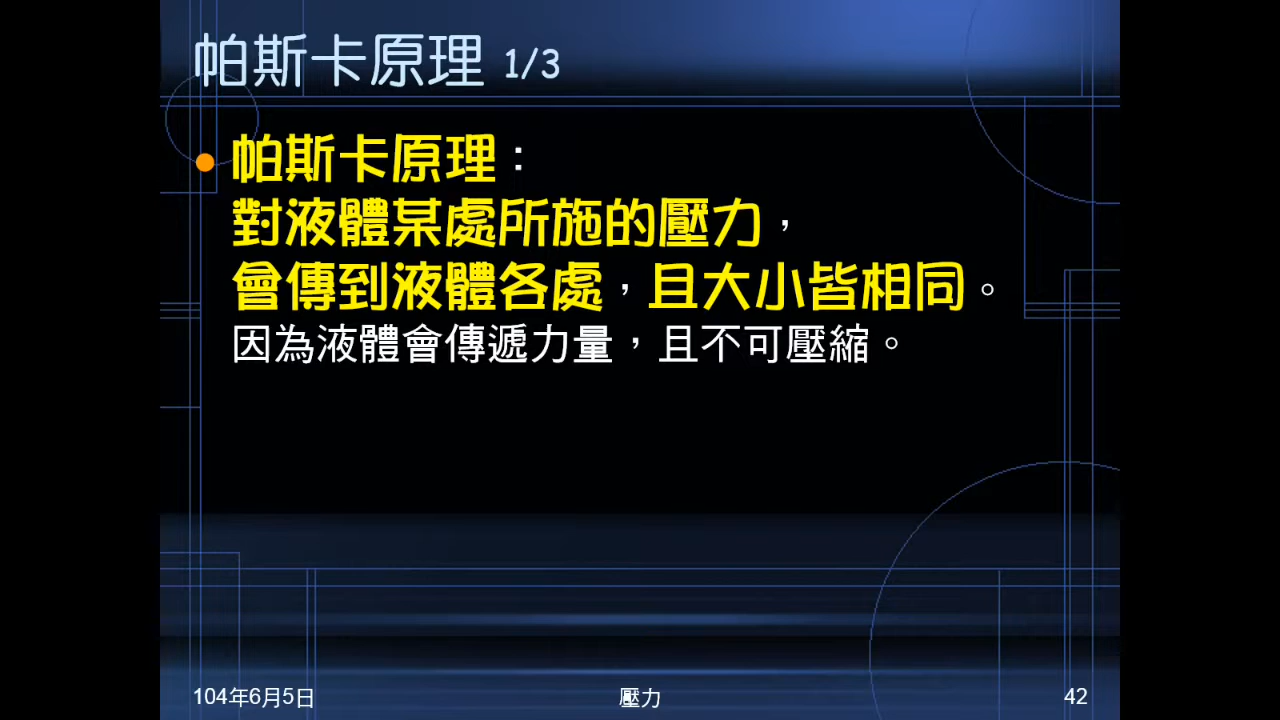 帕斯卡原理 1/3
帕斯卡原理：
對液體某處所施的壓力，
會傳到液體各處，且大小皆相同。
因為液體會傳遞力量，且不可壓縮。
104年6月5日
壓力
42